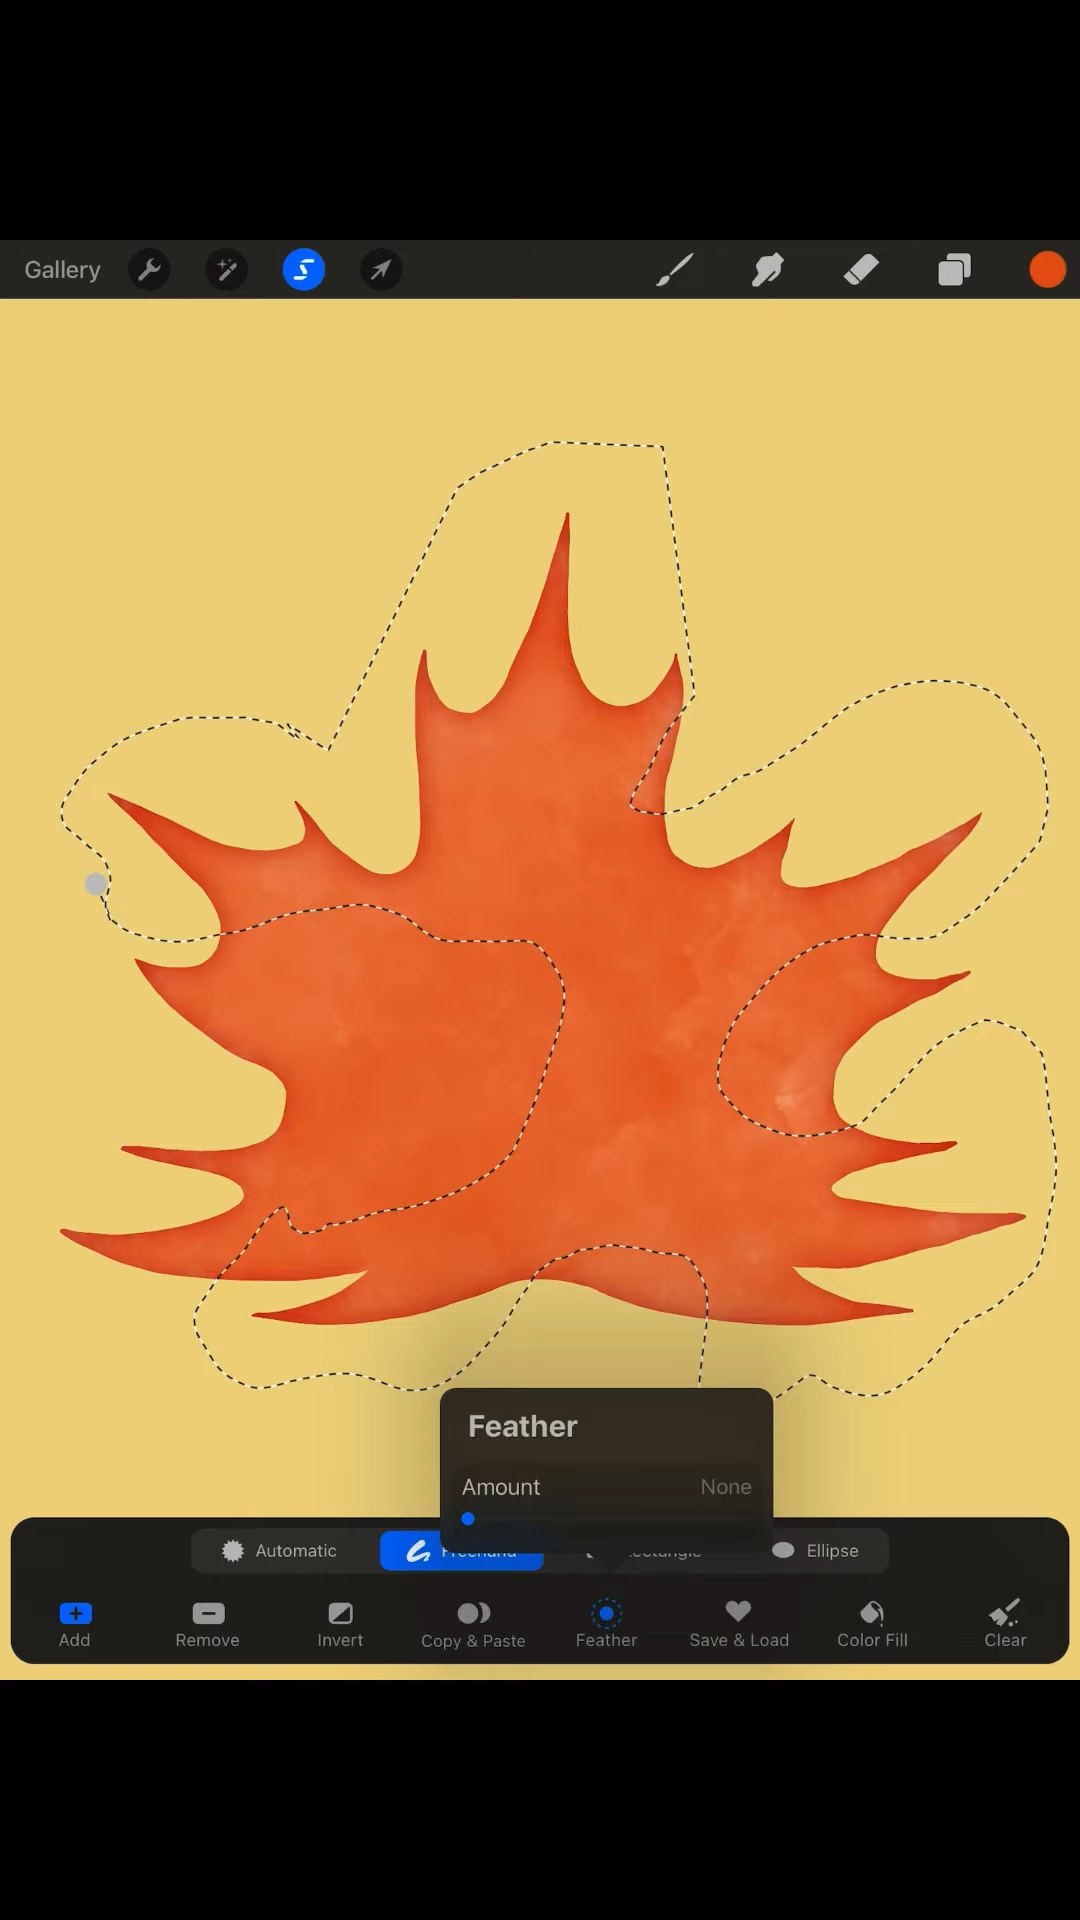 Gallery
Feather
Amount None
Automatic Ellipse
Add Remove Invert Copy & Paste Feather Save & Load Color Fill Clear